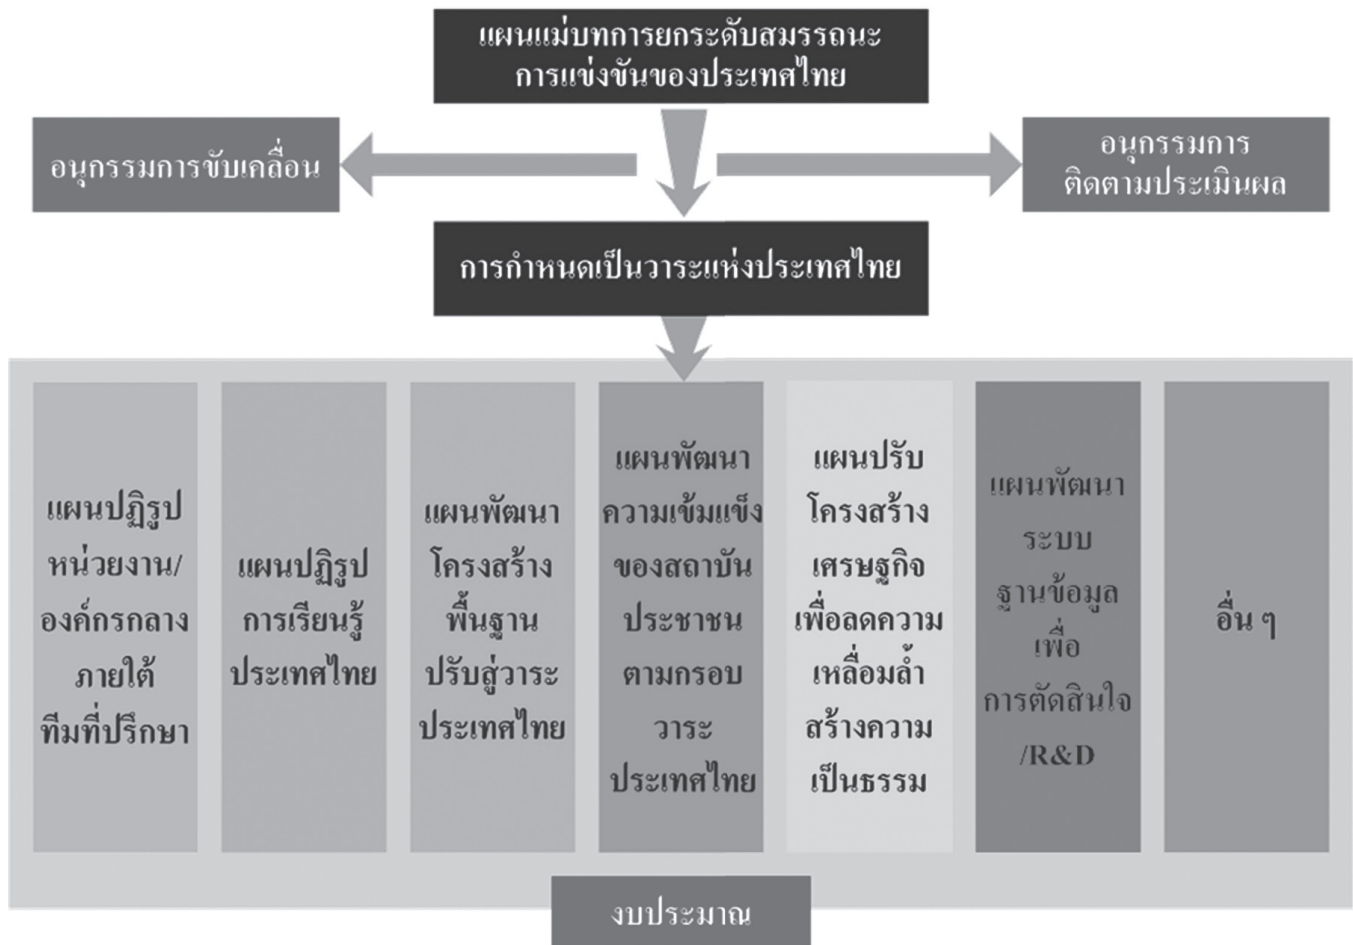 แผนแม่บทการยกระดับสมรรถนะ
การแข่งขันของประเทศไทย
อนุกรรมการขับเคลื่อน
อนุกรรมการ
ติดตามประเมินผล
การกำหนดเป็นวาระแห่งประเทศไทย
แผนปฏิรูป
หน่วยงาน/
องค์กรกลาง
ภายใต้
ทีมที่ปรึกษา
แผนปฏิรูป
การเรียนรู้
ประเทศไทย
แผนพัฒนา
โครงสร้าง
พื้นฐาน
ปรับสู่วาระ
ประเทศไทย
แผนพัฒนา
ความเข้มแข็ง
ของสถาบัน
ประชาชน
ตามกรอบ
วาระ
ประเทศไทย
แผนปรับ
โครงสร้าง
เศรษฐกิจ
เพื่อลดความ
เหลื่อมล้ำ
สร้างความ
เป็นธรรม
แผนพัฒนา
ระบบ
ฐานข้อมูล
เพื่อ
การตัดสินใจ
/R&D
อื่น ๆ
งบประมาณ